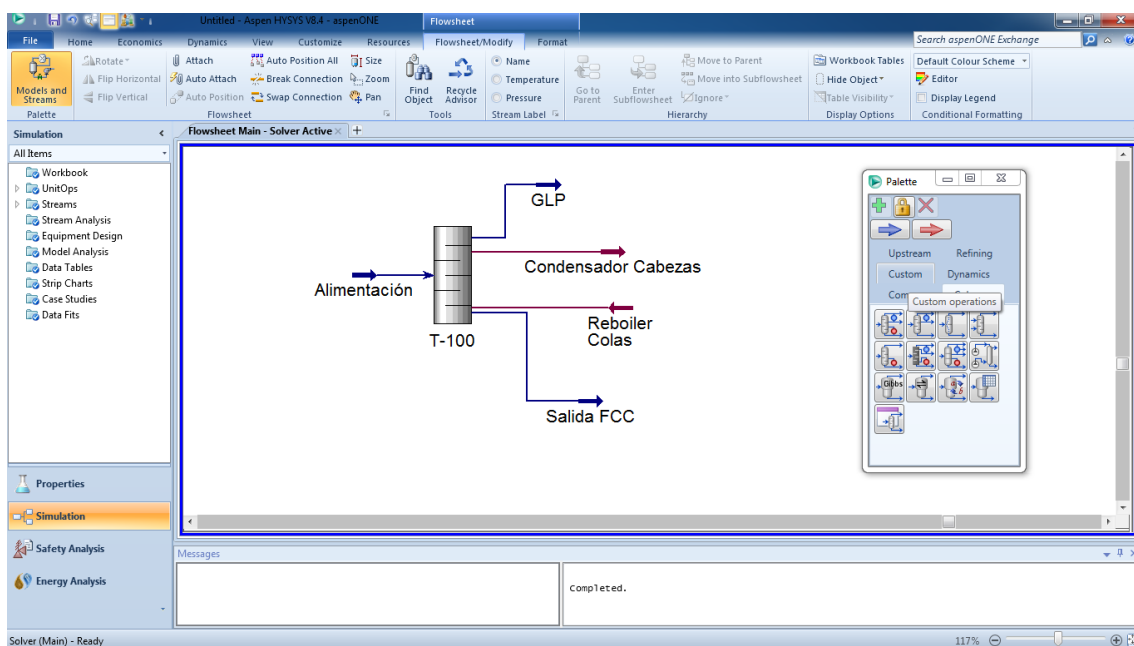 Untitled - Aspen HYSYS V8.4 - aspenONE
Flowsheet
File Home Economics Dynamics View Customize Resources Flowsheet/Modify Format
Search aspenONE Exchange
Models and Streams
Rotate
Flip Horizontal
Flip Vertical
Palette
Attach
Auto Attach
Auto Position
Auto Position All
Break Connection
Swap Connection
Size
Zoom
Pan
Flowsheet
Find Object
Recycle Advisor
Tools
Name
Temperature
Pressure
Stream Label
Go to Parent
Enter Subflowsheet
Move to Parent
Move into Subflowsheet
Ignore
Hierarchy
Workbook Tables
Hide Object
Table Visibility
Display Options
Default Colour Scheme
Editor
Display Legend
Conditional Formatting
Simulation
All Items
Workbook
UnitOps
Streams
Stream Analysis
Equipment Design
Model Analysis
Data Tables
Strip Charts
Case Studies
Data Fits
Properties
Simulation
Safety Analysis
Energy Analysis
Flowsheet Main - Solver Active
GLP
Condensador Cabezas
Alimentación
Reboiler
Colas
T-100
Salida FCC
Palette
Upstream Refining
Custom Dynamics
Custom operations
Gibbs
Messages
Completed.
Solver (Main) - Ready
117%